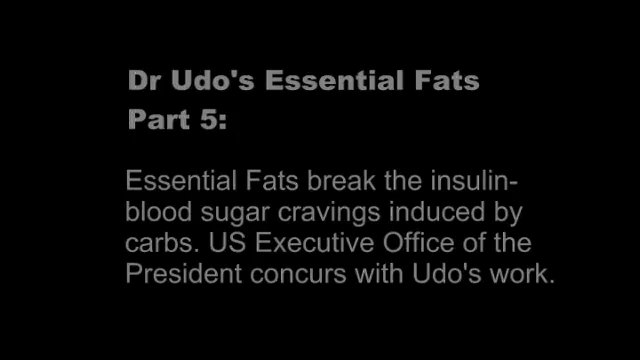 Dr Udo's Essential Fats
Part 5:
Essential Fats break the insulin-
blood sugar cravings induced by
carbs. US Executive Office of the
President concurs with Udo's work.